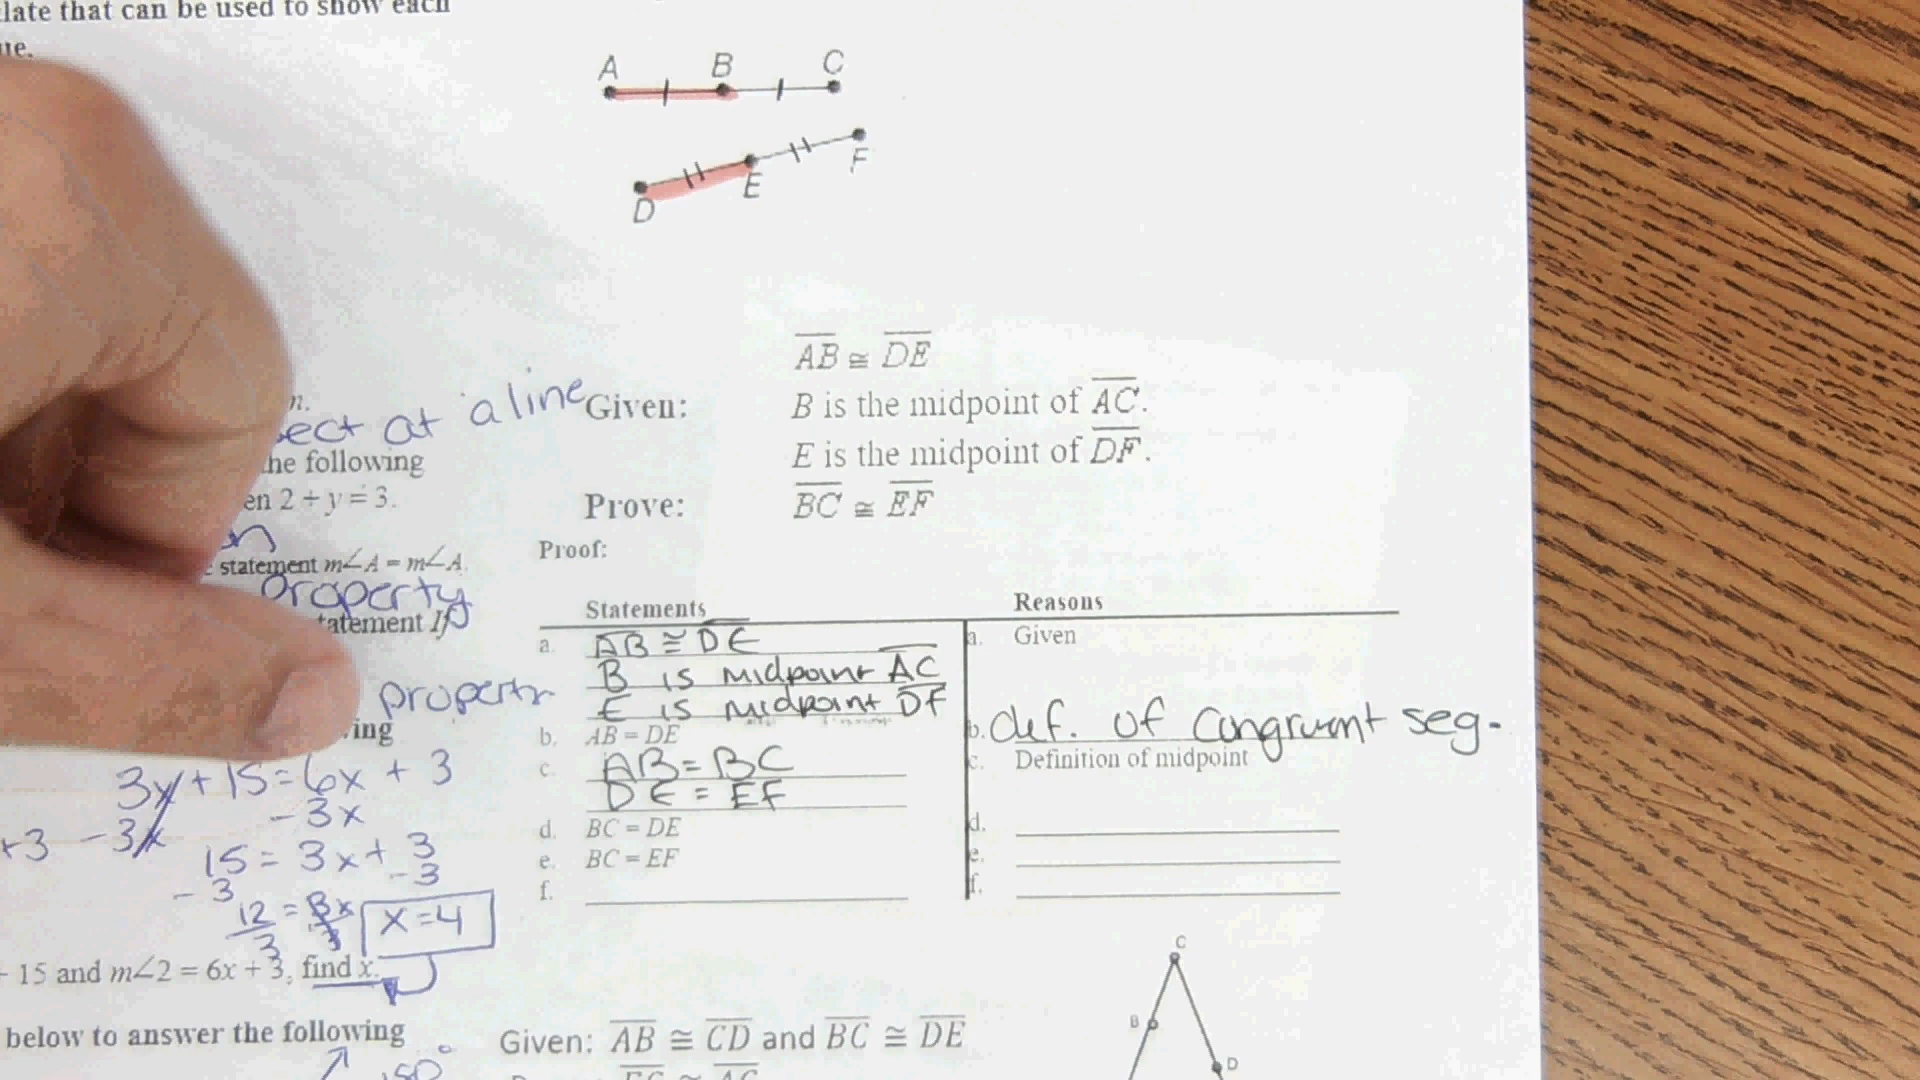 late that can be used to show each
A B C
D E F
AB ≅ DE
Given: B is the midpoint of AC.
E is the midpoint of DF.
Prove: BC ≅ EF
Proof:
n.
sect at a line
he following
en 2 + y = 3.
statement m∠A = m∠A.
property
tatement If
property
ing
3x + 15 = 6x + 3
+3 -3x -3x
15 = 3x + 3
-3 -3
12 = 3x
3 3
x=4
15 and m∠2 = 6x + 3, find x.
below to answer the following
150°
Statements Reasons
a. AB ≅ DE a. Given
B is midpoint AC
E is midpoint DF
b. AB = DE b. def. of congruent seg.
c. AB = BC c. Definition of midpoint
DE = EF
d. BC = DE d.
e. BC = EF e.
f. f.
Given: AB ≅ CD and BC ≅ DE
C
B
D